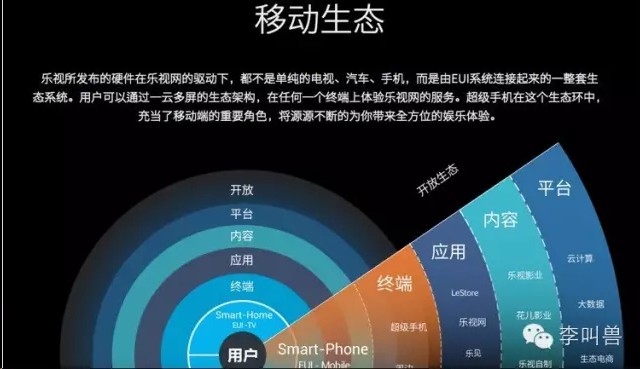 移动生态
乐视所发布的硬件在乐视网的驱动下，都不是单纯的电视、汽车、手机，而是由EUI系统连接起来的一整套生
态系统。用户可以通过一云多屏的生态架构，在任何一个终端上体验乐视网的服务。超级手机在这个生态环中，
充当了移动端的重要角色，将源源不断的为你带来全方位的娱乐体验。
开放
平台
内容
应用
终端
Smart-Home
EUI-TV
用户
开放生态
平台
云计算
大数据
生态电商
内容
乐视影业
花儿影业
乐视自制
应用
LeStore
乐视网
乐见
终端
超级手机
周边
Smart-Phone
EUI - Mobile
李叫兽